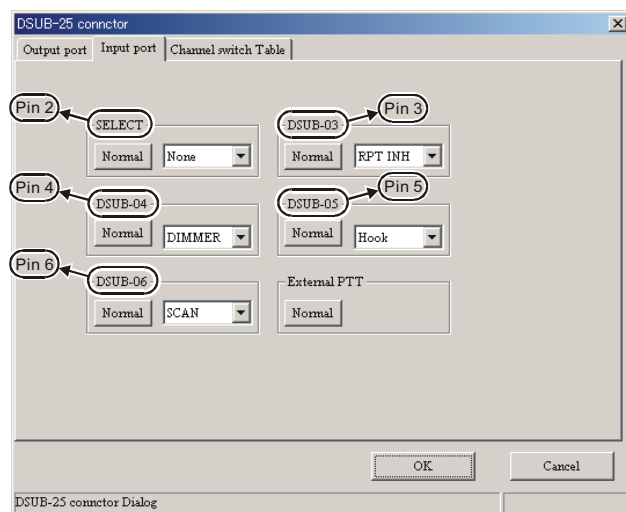 DSUB-25 connctor
Output port Input port Channel switch Table
Pin 2 Pin 3
SELECT DSUB-03
Normal None Normal RPT INH
Pin 4 Pin 5
DSUB-04 DSUB-05
Normal DIMMER Normal Hook
Pin 6
DSUB-06 External PTT
Normal SCAN Normal
OK Cancel
DSUB-25 connctor Dialog